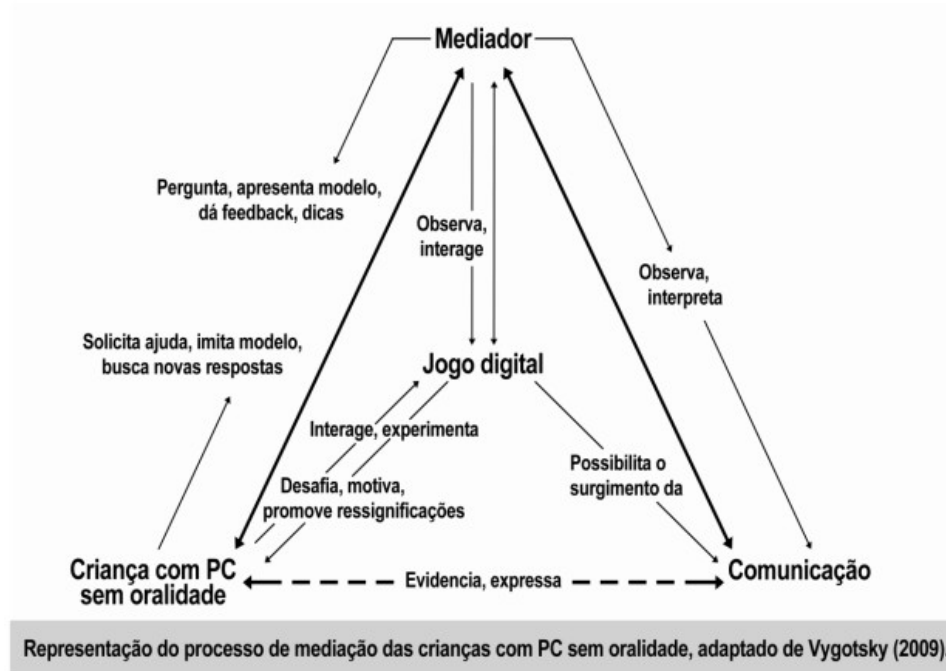 Mediador
Pergunta, apresenta modelo,
dá feedback, dicas
Observa,
interage
Observa,
interpreta
Solicita ajuda, imita modelo,
busca novas respostas
Jogo digital
Interage, experimenta
Possibilita o
surgimento da
Desafia, motiva,
promove ressignificações
Criança com PC
sem oralidade
Evidencia, expressa
Comunicação
Representação do processo de mediação das crianças com PC sem oralidade, adaptado de Vygotsky (2009)